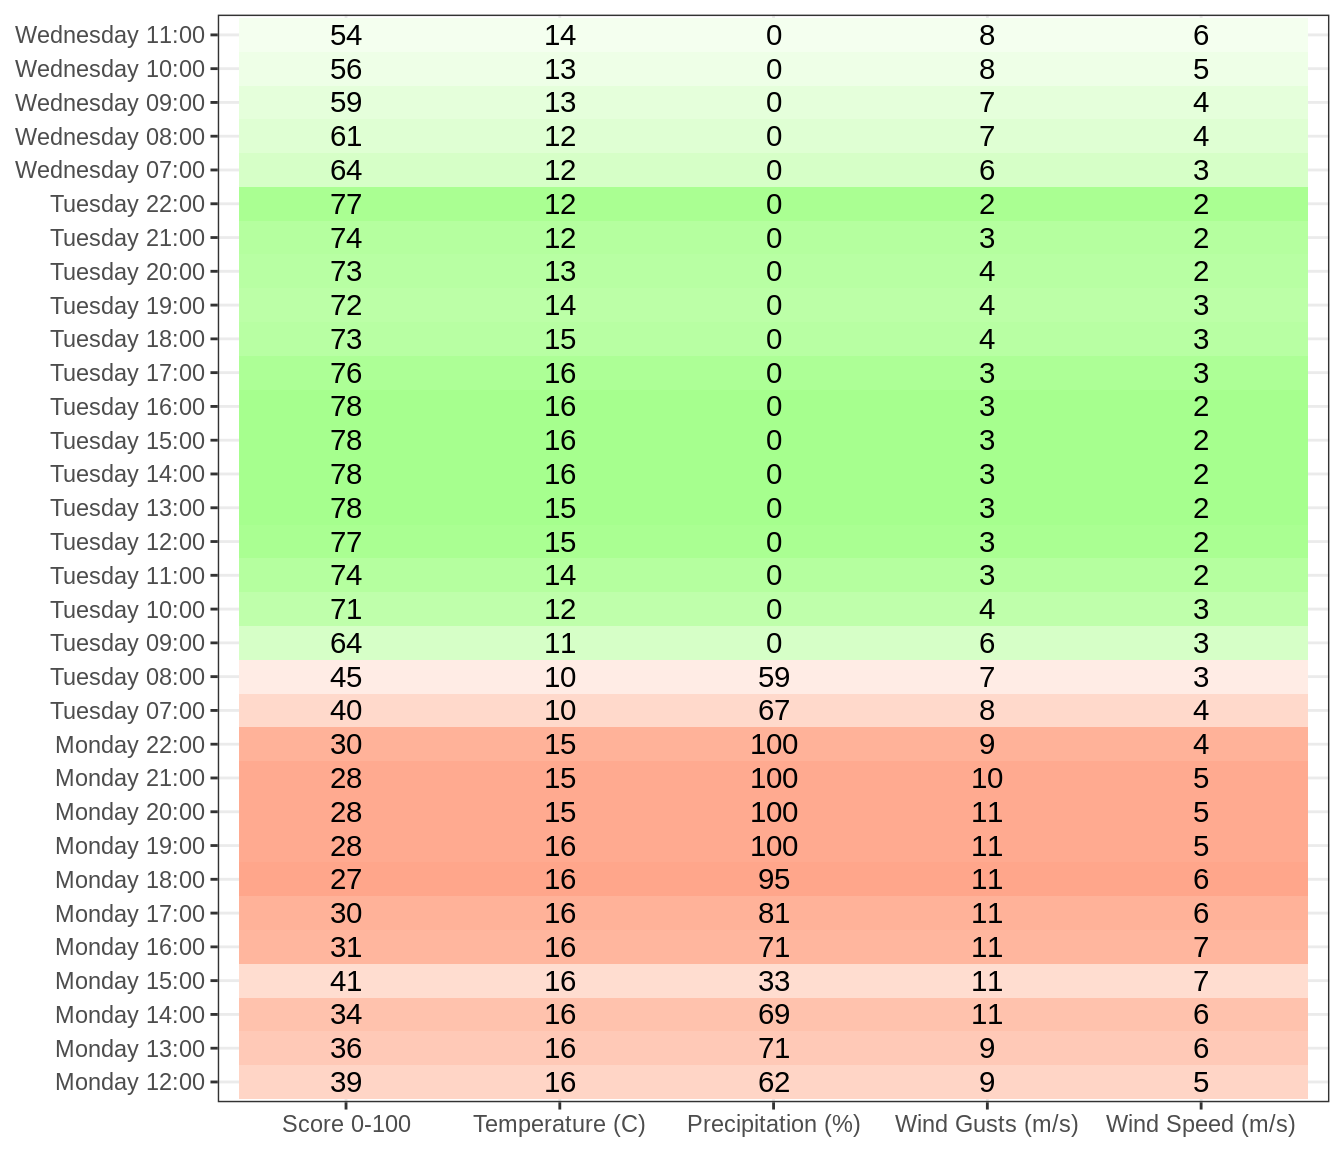 Wednesday 11:00 54 14 0 8 6
Wednesday 10:00 56 13 0 8 5
Wednesday 09:00 59 13 0 7 4
Wednesday 08:00 61 12 0 7 4
Wednesday 07:00 64 12 0 6 3
Tuesday 22:00 77 12 0 2 2
Tuesday 21:00 74 12 0 3 2
Tuesday 20:00 73 13 0 4 2
Tuesday 19:00 72 14 0 4 3
Tuesday 18:00 73 15 0 4 3
Tuesday 17:00 76 16 0 3 3
Tuesday 16:00 78 16 0 3 2
Tuesday 15:00 78 16 0 3 2
Tuesday 14:00 78 16 0 3 2
Tuesday 13:00 78 15 0 3 2
Tuesday 12:00 77 15 0 3 2
Tuesday 11:00 74 14 0 3 2
Tuesday 10:00 71 12 0 4 3
Tuesday 09:00 64 11 0 6 3
Tuesday 08:00 45 10 59 7 3
Tuesday 07:00 40 10 67 8 4
Monday 22:00 30 15 100 9 4
Monday 21:00 28 15 100 10 5
Monday 20:00 28 15 100 11 5
Monday 19:00 28 16 100 11 5
Monday 18:00 27 16 95 11 6
Monday 17:00 30 16 81 11 6
Monday 16:00 31 16 71 11 7
Monday 15:00 41 16 33 11 7
Monday 14:00 34 16 69 11 6
Monday 13:00 36 16 71 9 6
Monday 12:00 39 16 62 9 5
Score 0-100 Temperature (C) Precipitation (%) Wind Gusts (m/s) Wind Speed (m/s)